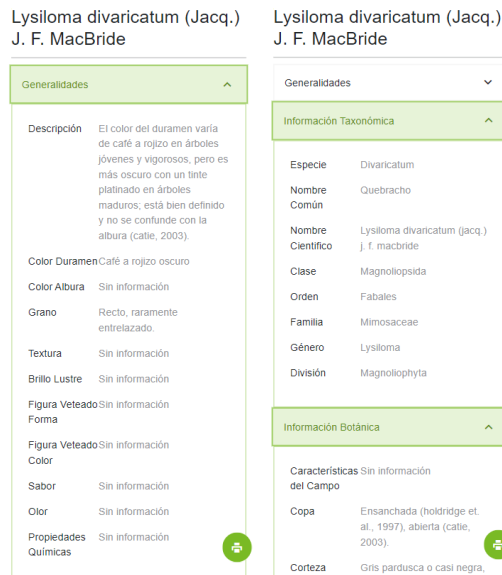 Lysiloma divaricatum (Jacq.)
J. F. MacBride
Generalidades
Descripción El color del duramen varía
de café a rojizo en árboles
jóvenes y vigorosos, pero es
más oscuro con un tinte
platinado en árboles
maduros; está bien definido
y no se confunde con la
albura (catie, 2003).
Color Duramen Café a rojizo oscuro
Color Albura Sin información
Grano Recto, raramente
entrelazado.
Textura Sin información
Brillo Lustre Sin información
Figura Veteado Sin información
Forma
Figura Veteado Sin información
Color
Sabor Sin información
Olor Sin información
Propiedades Sin información
Químicas
Lysiloma divaricatum (Jacq.)
J. F. MacBride
Generalidades
Información Taxonómica
Especie Divaricatum
Nombre Quebracho
Común
Nombre Lysiloma divaricatum (jacq.)
Cientifico j. f. macbride
Clase Magnoliopsida
Orden Fabales
Familia Mimosaceae
Género Lysiloma
División Magnoliophyta
Información Botánica
Características Sin información
del Campo
Copa Ensanchada (holdridge et.
al., 1997), abierta (catie,
2003).
Corteza Gris pardusca o casi negra,